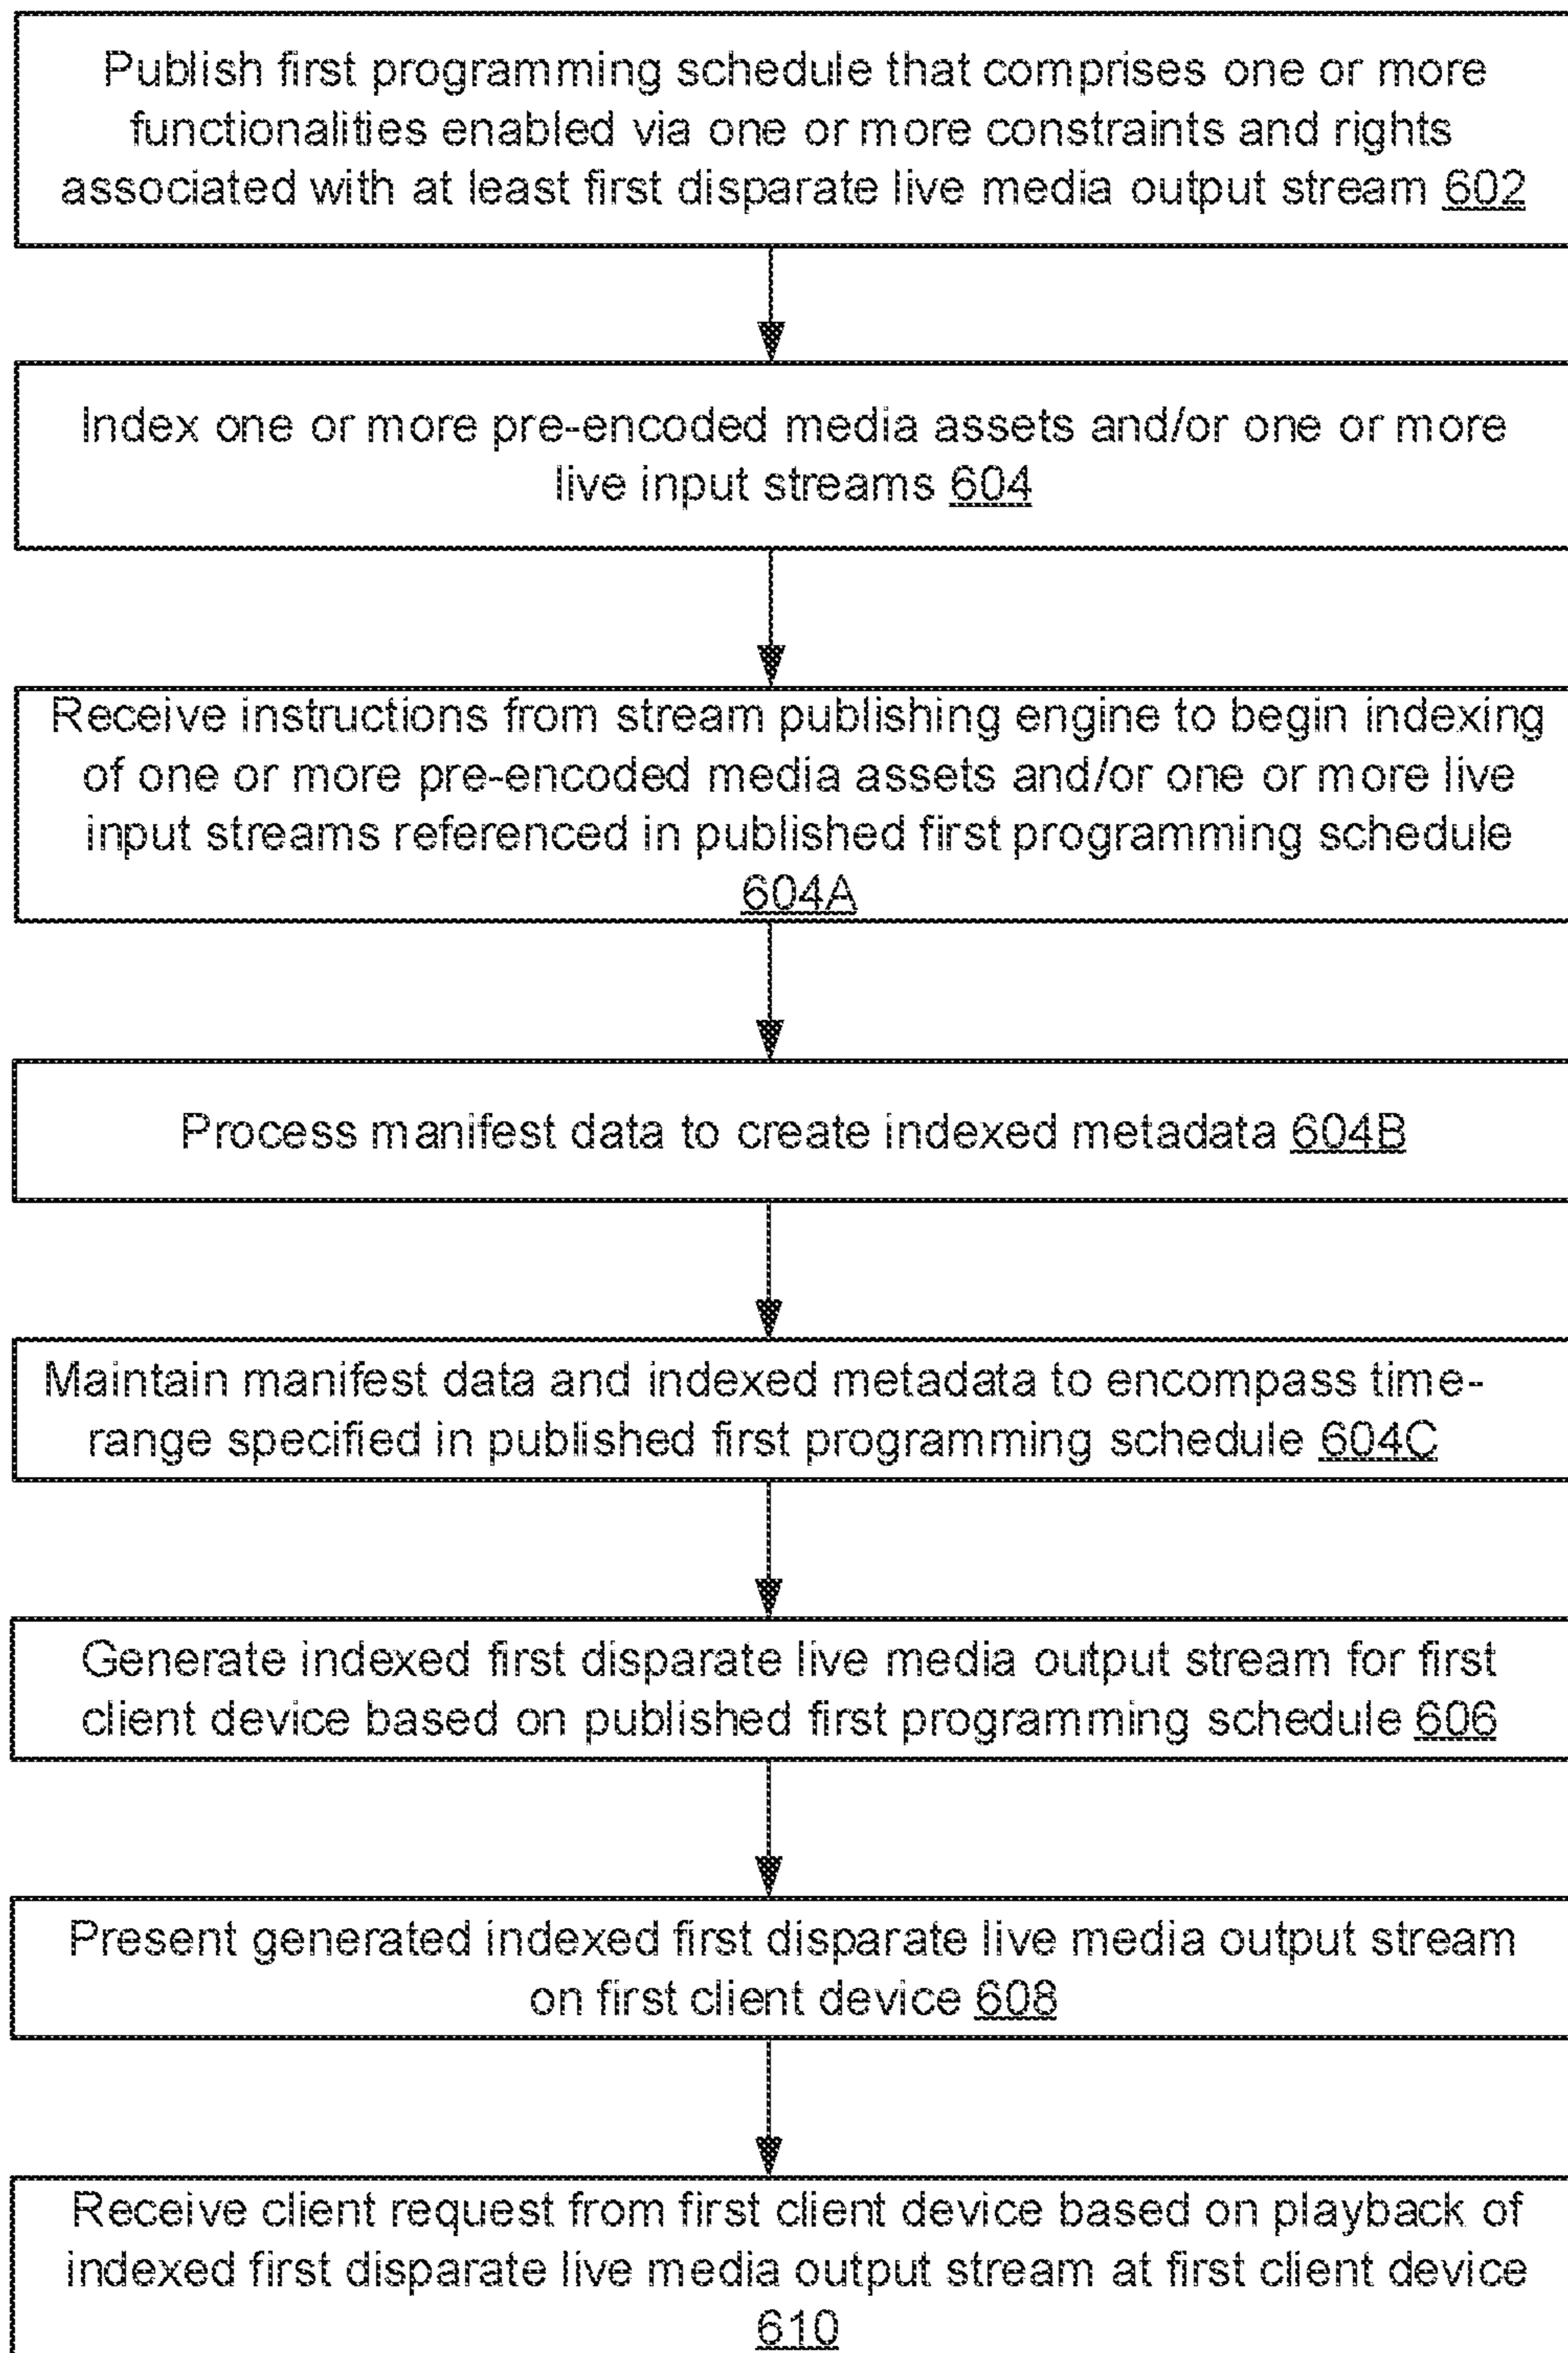 Publish first programming schedule that comprises one or more
functionalities enabled via one or more constraints and rights
associated with at least first disparate live media output stream 602
Index one or more pre-encoded media assets and/or one or more
live input streams 604
Receive instructions from stream publishing engine to begin indexing
of one or more pre-encoded media assets and/or one or more live
input streams referenced in published first programming schedule
604A
Process manifest data to create indexed metadata 604B
Maintain manifest data and indexed metadata to encompass time-
range specified in published first programming schedule 604C
Generate indexed first disparate live media output stream for first
client device based on published first programming schedule 606
Present generated indexed first disparate live media output stream
on first client device 608
Receive client request from first client device based on playback of
indexed first disparate live media output stream at first client device
610